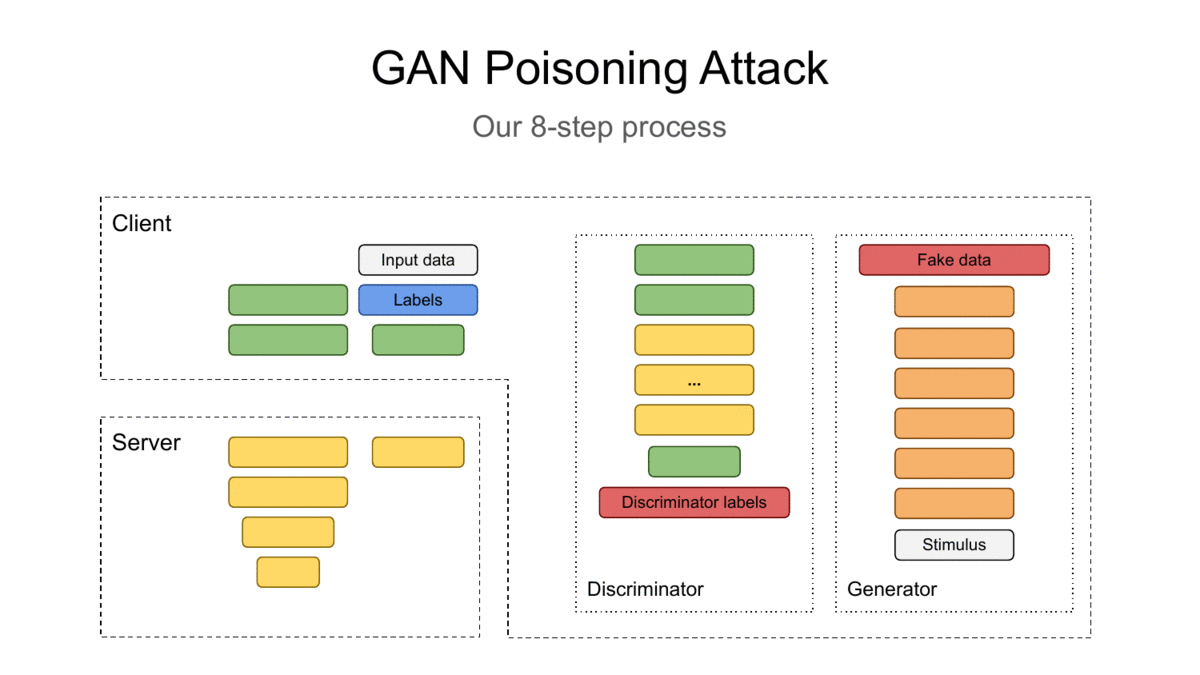 GAN Poisoning Attack
Our 8-step process
Client
Input data
Labels
Server
...
Discriminator labels
Discriminator
Fake data
Stimulus
Generator